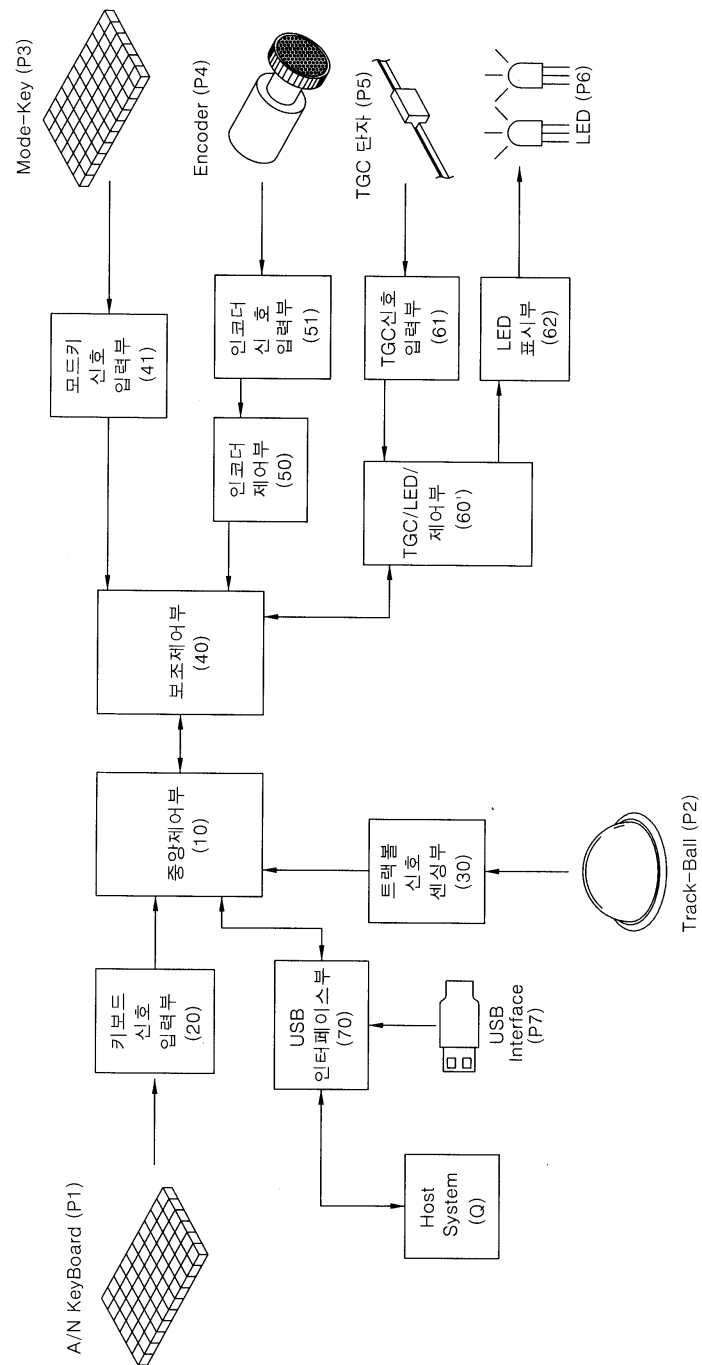 A/N KeyBoard (P1)
키보드
신호
입력부
(20)
중앙제어부
(10)
보조제어부
(40)
모드키
신호
입력부
(41)
Mode-Key (P3)
인코더
제어부
(50)
인코더
신호
입력부
(51)
Encoder (P4)
TGC/LED/
제어부
(60')
TGC신호
입력부
(61)
TGC 단자 (P5)
LED
표시부
(62)
LED (P6)
Host
System
(Q)
USB
인터페이스부
(70)
USB
Interface
(P7)
트랙볼
신호
센싱부
(30)
Track-Ball (P2)